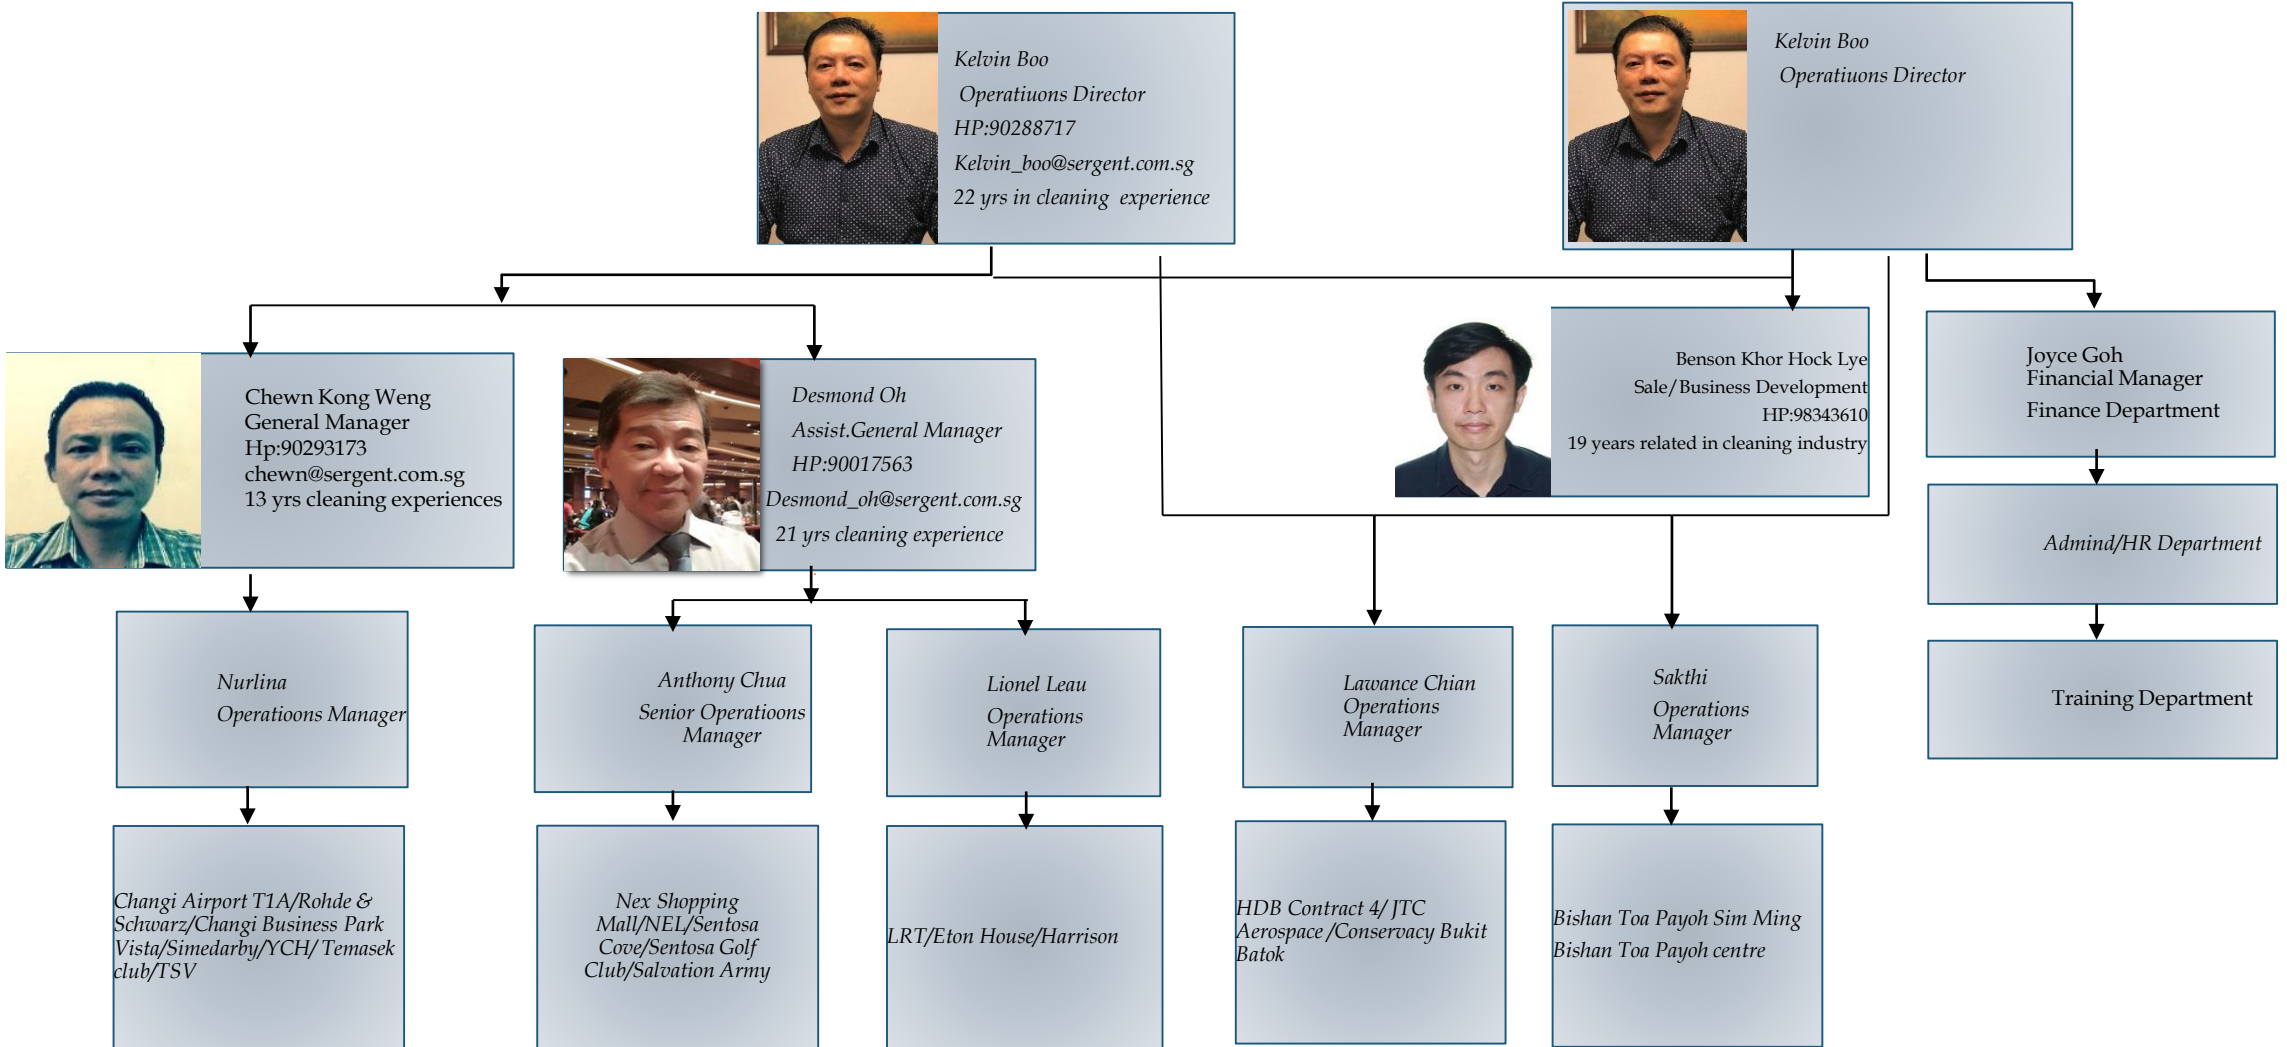 Kelvin Boo
Operatiuons Director
HP:90288717
Kelvin_boo@sergent.com.sg
22 yrs in cleaning experience
Kelvin Boo
Operatiuons Director
Chewn Kong Weng
General Manager
Hp:90293173
chewn@sergent.com.sg
13 yrs cleaning experiences
Desmond Oh
Assist.General Manager
HP:90017563
Desmond_oh@sergent.com.sg
21 yrs cleaning experience
Benson Khor Hock Lye
Sale/Business Development
HP:98343610
19 years related in cleaning industry
Joyce Goh
Financial Manager
Finance Department
Admind/HR Department
Training Department
Nurlina
Operatioons Manager
Anthony Chua
Senior Operatioons
Manager
Lionel Leau
Operations
Manager
Lawance Chian
Operations
Manager
Sakthi
Operations
Manager
Changi Airport T1A/Rohde &
Schwarz/Changi Business Park
Vista/Simedarby/YCH/ Temasek
club/TSV
Nex Shopping
Mall/NEL/Sentosa
Cove/Sentosa Golf
Club/Salvation Army
LRT/Eton House/Harrison
HDB Contract 4/ JTC
Aerospace /Conservacy Bukit
Batok
Bishan Toa Payoh Sim Ming
Bishan Toa Payoh centre